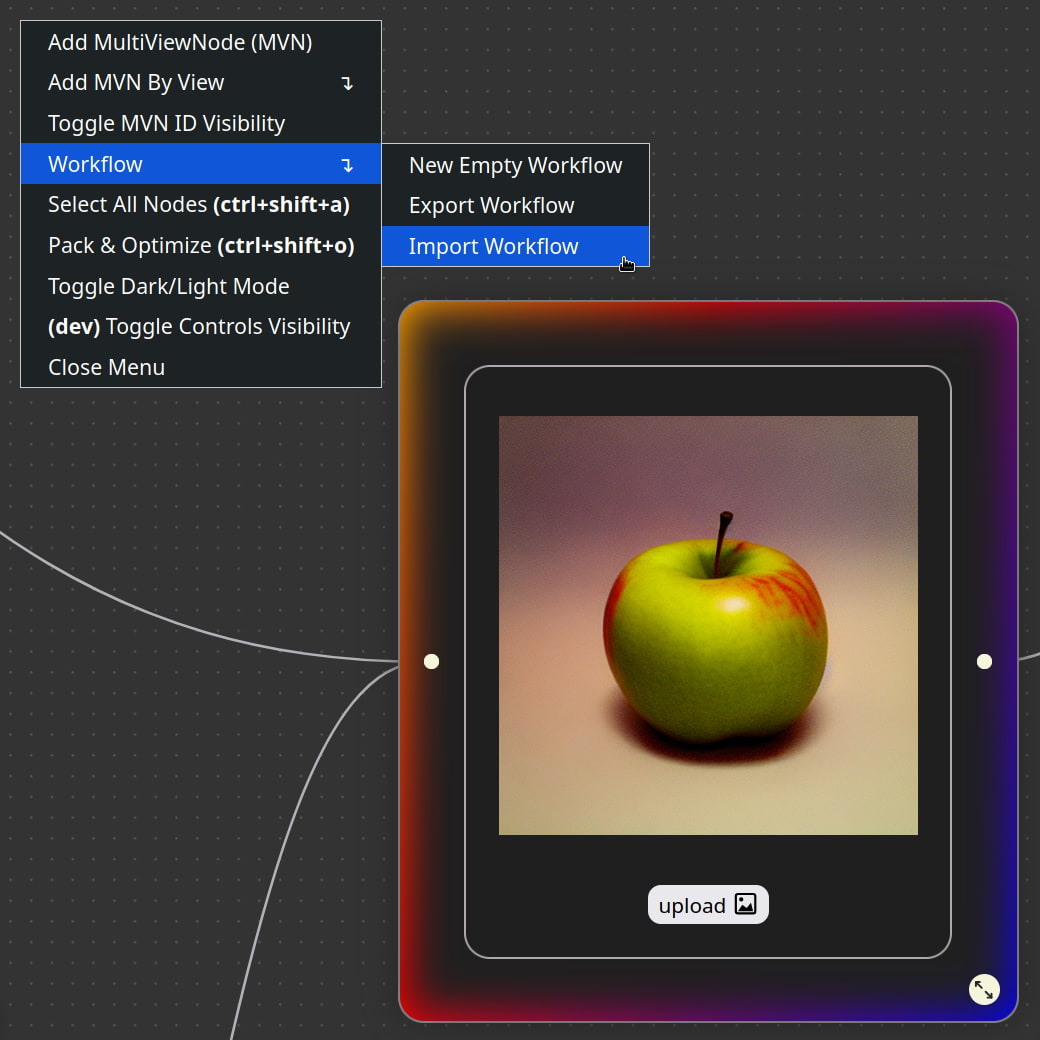 Add MultiViewNode (MVN)
Add MVN By View ↴
Toggle MVN ID Visibility
Workflow ↴
Select All Nodes (ctrl+shift+a)
Pack & Optimize (ctrl+shift+o)
Toggle Dark/Light Mode
(dev) Toggle Controls Visibility
Close Menu
New Empty Workflow
Export Workflow
Import Workflow
upload